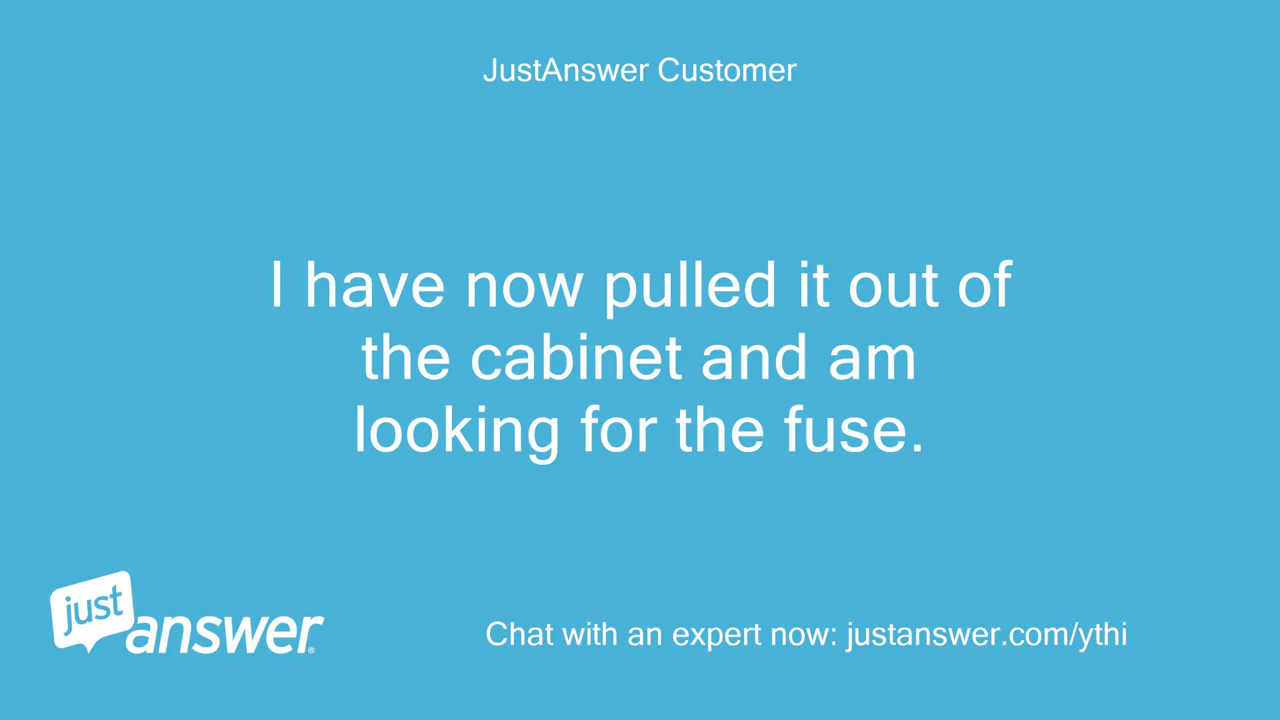 JustAnswer Customer
I have now pulled it out of
the cabinet and am
looking for the fuse.
just
answer®
Chat with an expert now: justanswer.com/ythi